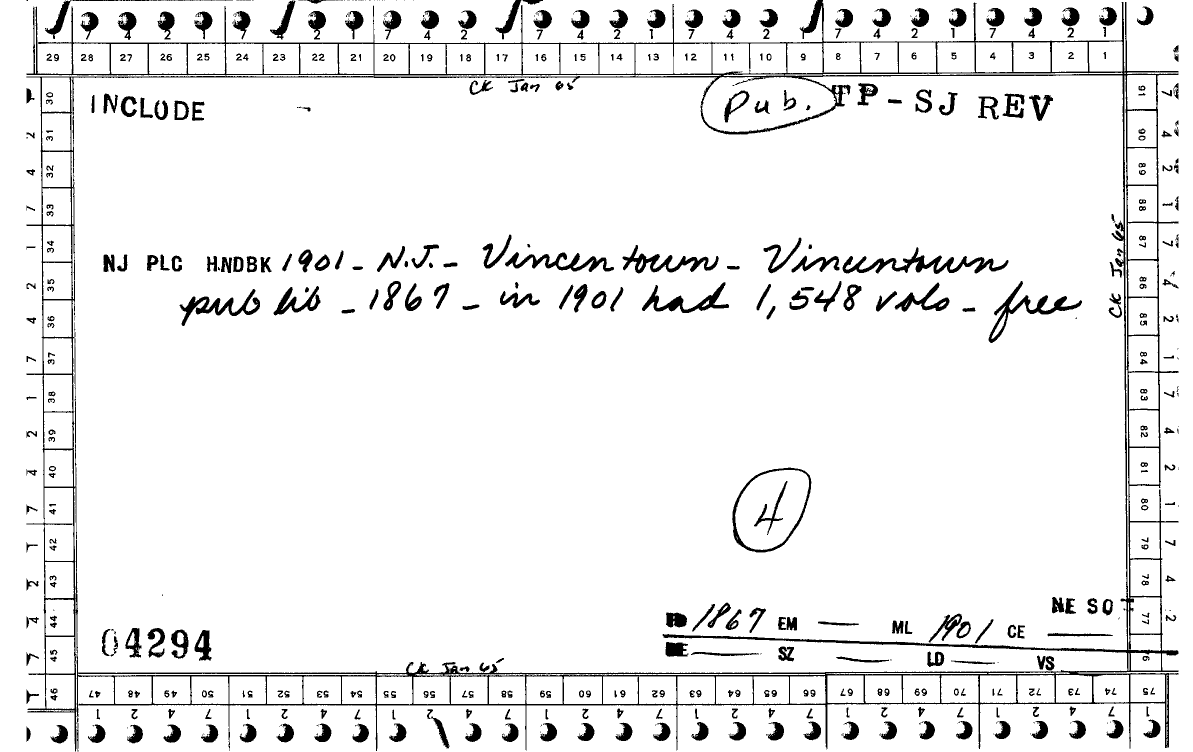 7 4 2 1 7 4 2 1 7 4 2 1 7 4 2 1 7 4 2 1 7 4 2 1 7 4 2 1
29 28 27 26 25 24 23 22 21 20 19 18 17 16 15 14 13 12 11 10 9 8 7 6 5 4 3 2 1
CK Jan 65
INCLUDE
Pub. TP-SJ REV
NJ PLC HNDBK 1901 - N.J. - Vincentown - Vincentown
pub lib - 1867 - in 1901 had 1,548 vols - free
4
CK Jan 65
NE SO
04294
1867 EM — ML 1901 CE —
SZ — LD — VS
CK Jan 65
30 31 32 33 34 35 36 37 38 39 40 41 42 43 44 45 46
91 90 89 88 87 86 85 84 83 82 81 80 79 78 77 76
47 48 49 50 51 52 53 54 55 56 57 58 59 60 61 62 63 64 65 66 67 68 69 70 71 72 73 74 75
1 2 4 7 1 2 4 7 1 2 4 7 1 2 4 7 1 2 4 7 1 2 4 7 1 2 4 7 1